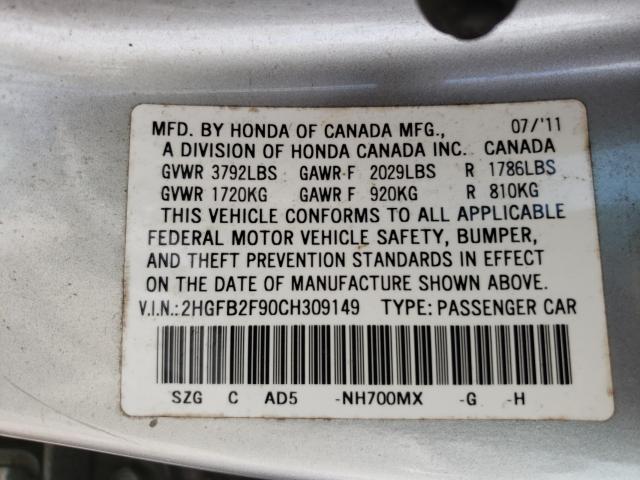 MFD. BY HONDA OF CANADA MFG., 07/'11
A DIVISION OF HONDA CANADA INC. CANADA
GVWR 3792LBS GAWR F 2029LBS R 1786LBS
GVWR 1720KG GAWR F 920KG R 810KG
THIS VEHICLE CONFORMS TO ALL APPLICABLE
FEDERAL MOTOR VEHICLE SAFETY, BUMPER,
AND THEFT PREVENTION STANDARDS IN EFFECT
ON THE DATE OF MANUFACTURE SHOWN ABOVE.
V.I.N.:2HGFB2F90CH309149 TYPE: PASSENGER CAR
SZG C AD5 -NH700MX -G -H